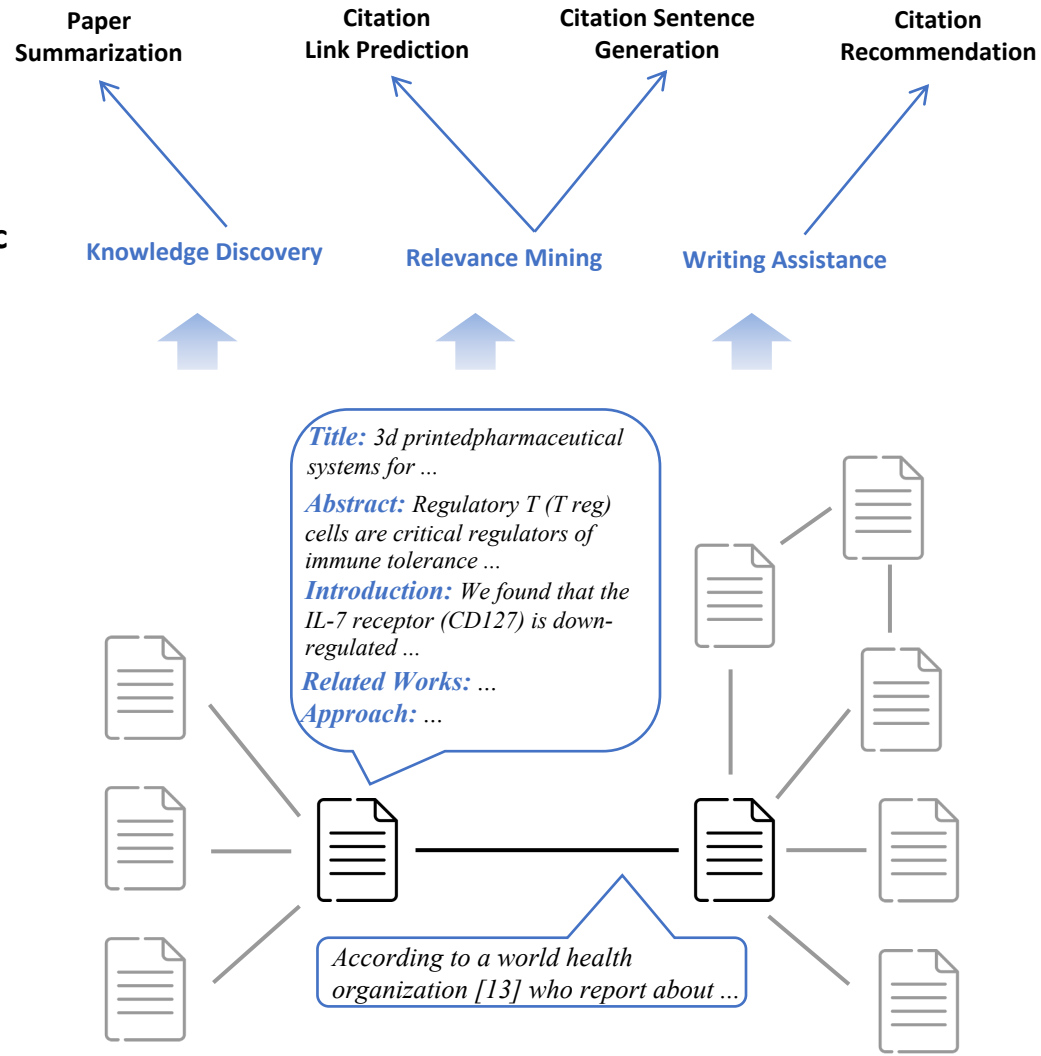 Paper
Summarization
Citation
Link Prediction
Citation Sentence
Generation
Citation
Recommendation
c
Knowledge Discovery
Relevance Mining
Writing Assistance
Title: 3d printedpharmaceutical
systems for ...
Abstract: Regulatory T (T reg)
cells are critical regulators of
immune tolerance ...
Introduction: We found that the
IL-7 receptor (CD127) is down-
regulated ...
Related Works: ...
Approach: ...
According to a world health
organization [13] who report about ...